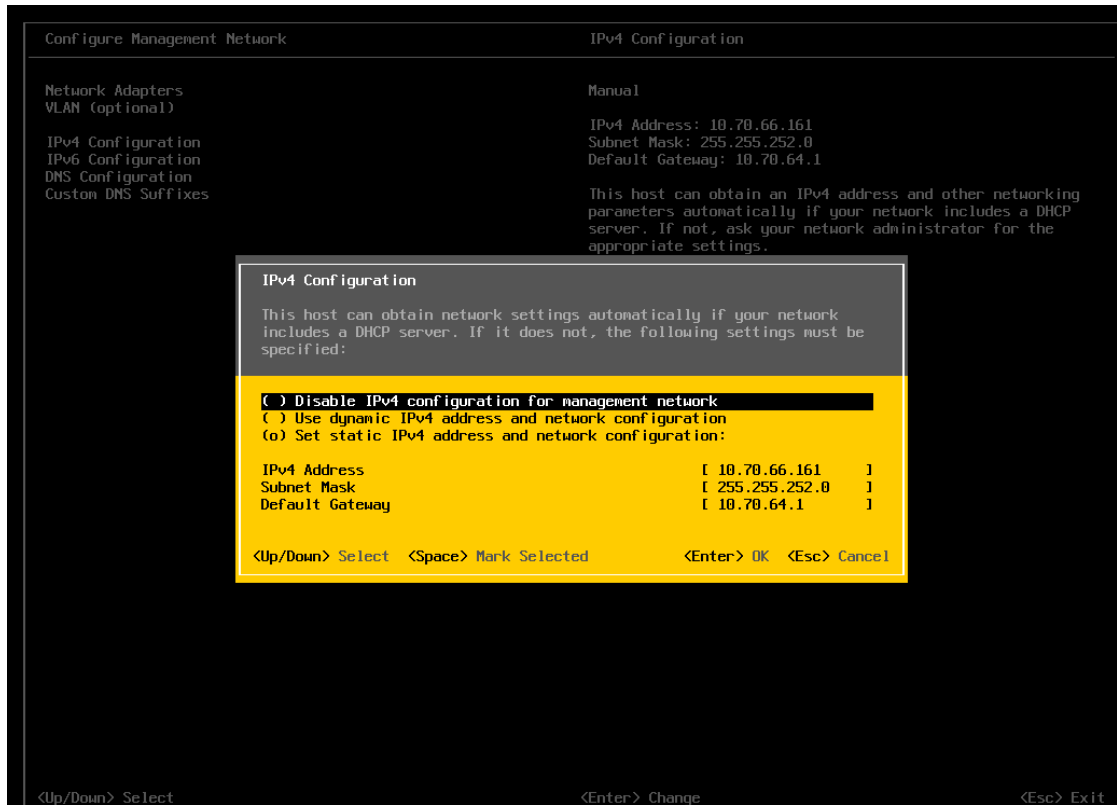 Configure Management Network
IPv4 Configuration
Network Adapters
VLAN (optional)
IPv4 Configuration
IPv6 Configuration
DNS Configuration
Custom DNS Suffixes
Manual
IPv4 Address: 10.70.66.161
Subnet Mask: 255.255.252.0
Default Gateway: 10.70.64.1
This host can obtain an IPv4 address and other networking
parameters automatically if your network includes a DHCP
server. If not, ask your network administrator for the
appropriate settings.
IPv4 Configuration
This host can obtain network settings automatically if your network
includes a DHCP server. If it does not, the following settings must be
specified:
( ) Disable IPv4 configuration for management network
( ) Use dynamic IPv4 address and network configuration
(o) Set static IPv4 address and network configuration:
IPv4 Address [ 10.70.66.161 ]
Subnet Mask [ 255.255.252.0 ]
Default Gateway [ 10.70.64.1 ]
<Up/Down> Select <Space> Mark Selected <Enter> OK <Esc> Cancel
<Up/Down> Select <Enter> Change <Esc> Exit